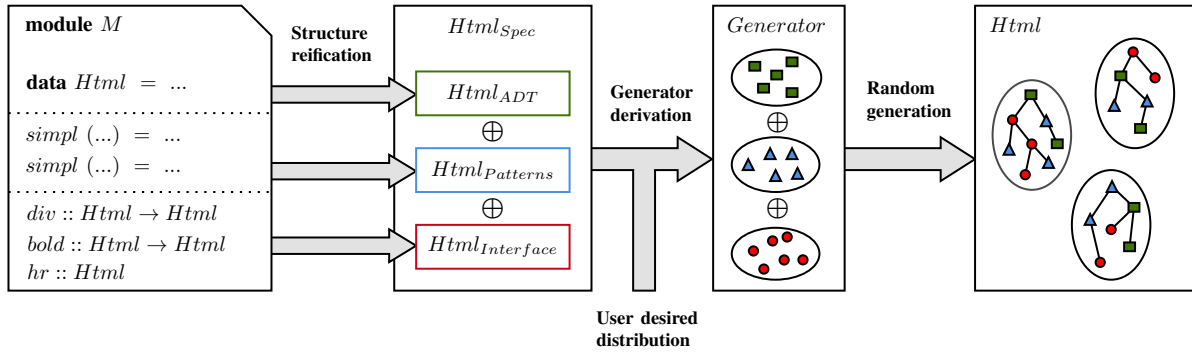 module M
data Html = ...
simpl (...) = ...
simpl (...) = ...
div :: Html → Html
bold :: Html → Html
hr :: Html
Structure
reification
Html_Spec
Html_ADT
⊕
Html_Patterns
⊕
Html_Interface
Generator
derivation
User desired
distribution
Generator
⊕
⊕
Random
generation
Html